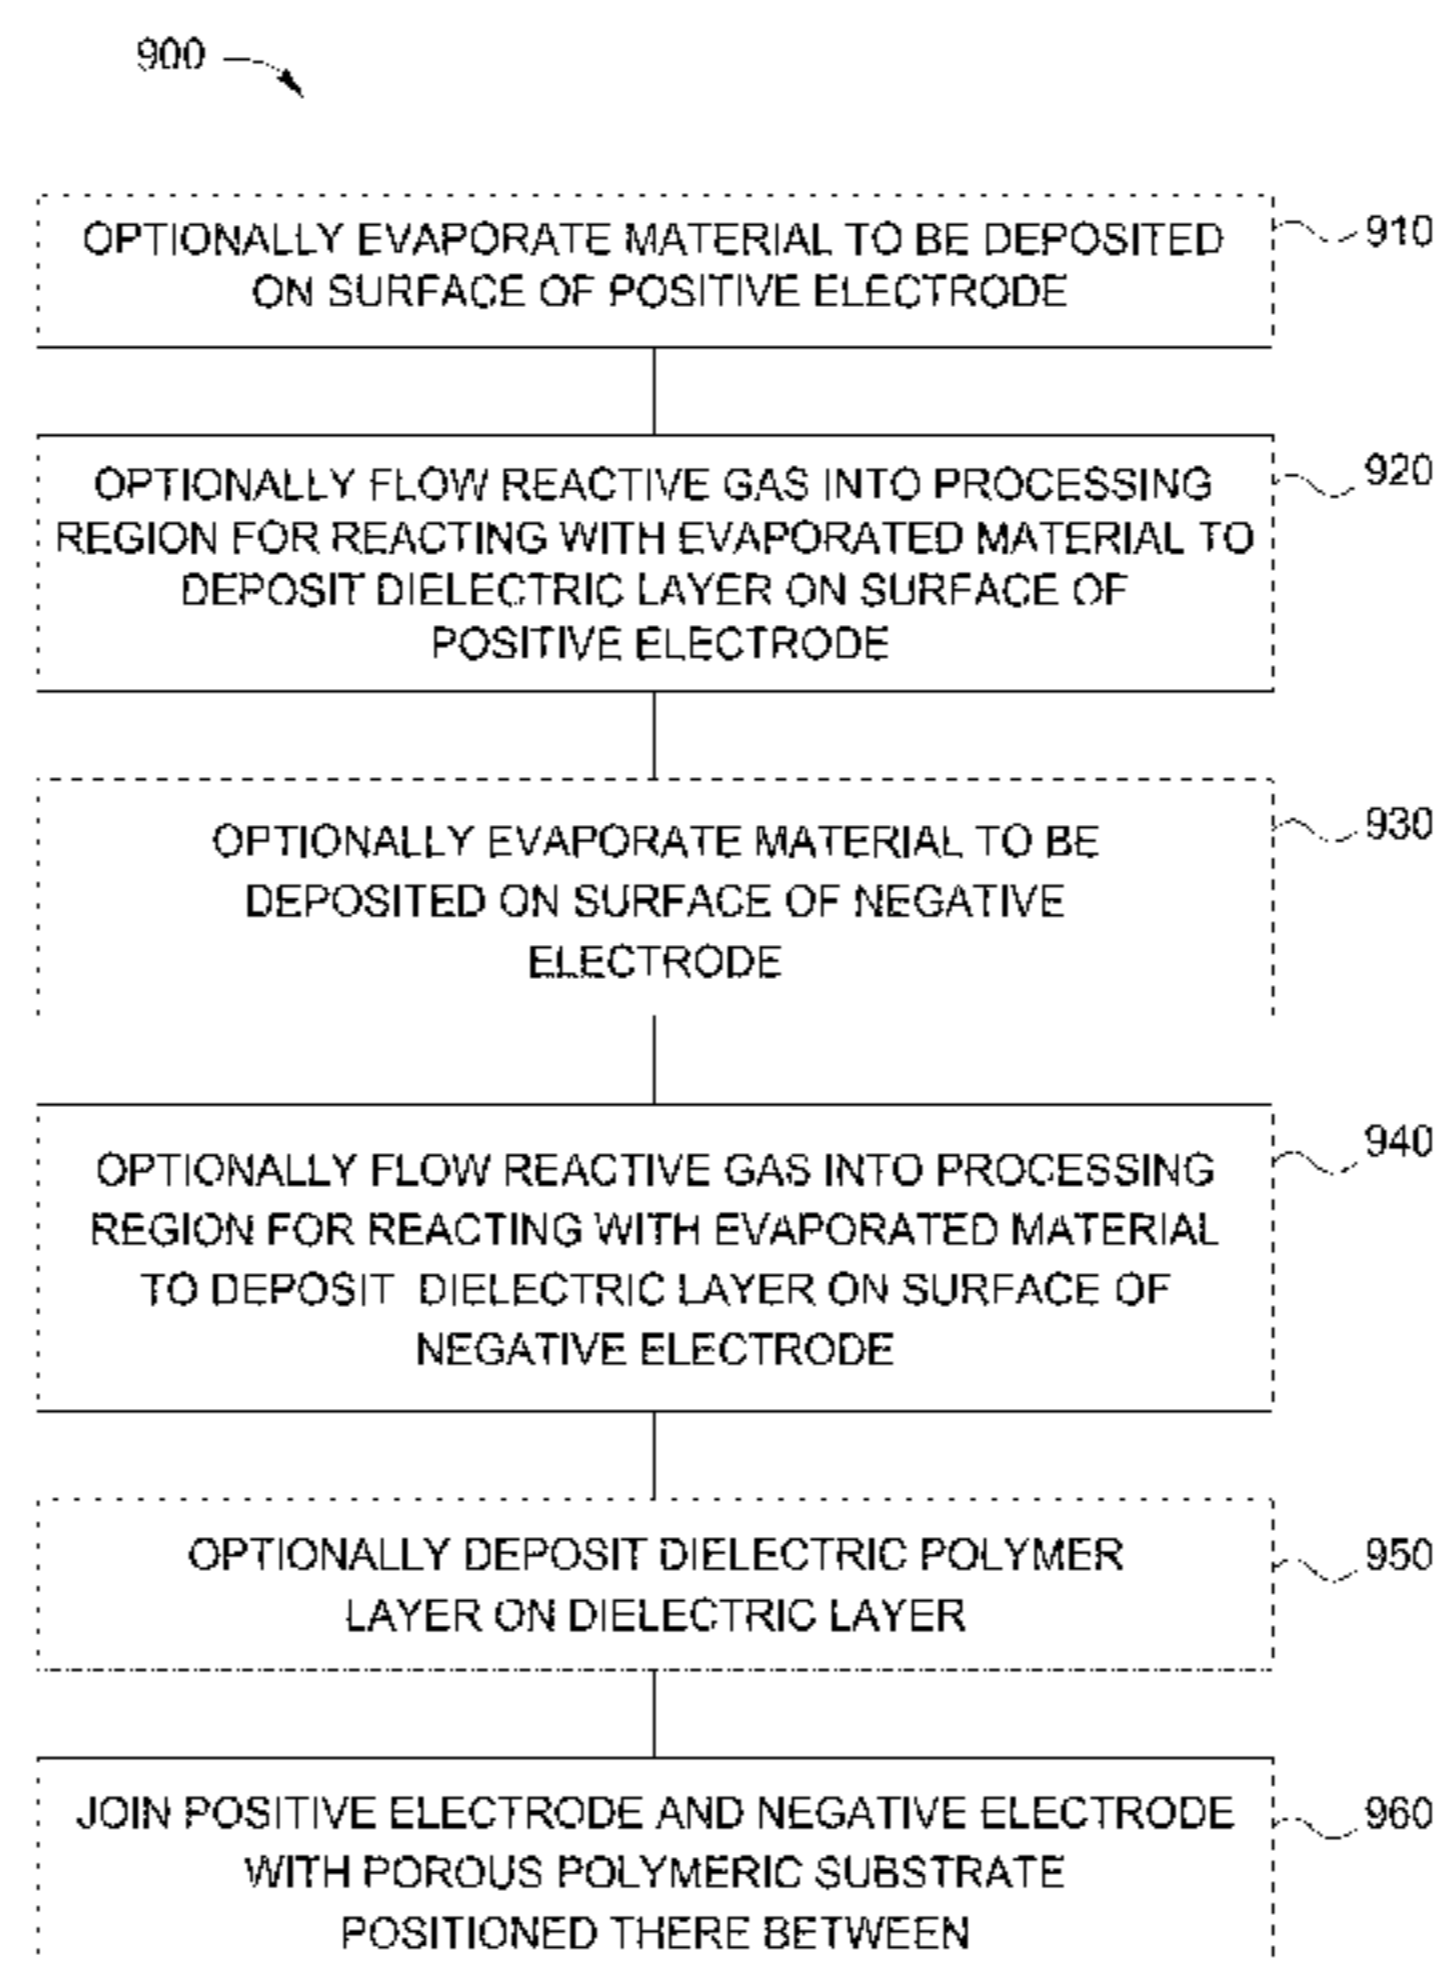 900
OPTIONALLY EVAPORATE MATERIAL TO BE DEPOSITED
ON SURFACE OF POSITIVE ELECTRODE
910
OPTIONALLY FLOW REACTIVE GAS INTO PROCESSING
REGION FOR REACTING WITH EVAPORATED MATERIAL TO
DEPOSIT DIELECTRIC LAYER ON SURFACE OF
POSITIVE ELECTRODE
920
OPTIONALLY EVAPORATE MATERIAL TO BE
DEPOSITED ON SURFACE OF NEGATIVE
ELECTRODE
930
OPTIONALLY FLOW REACTIVE GAS INTO PROCESSING
REGION FOR REACTING WITH EVAPORATED MATERIAL
TO DEPOSIT DIELECTRIC LAYER ON SURFACE OF
NEGATIVE ELECTRODE
940
OPTIONALLY DEPOSIT DIELECTRIC POLYMER
LAYER ON DIELECTRIC LAYER
950
JOIN POSITIVE ELECTRODE AND NEGATIVE ELECTRODE
WITH POROUS POLYMERIC SUBSTRATE
POSITIONED THERE BETWEEN
960